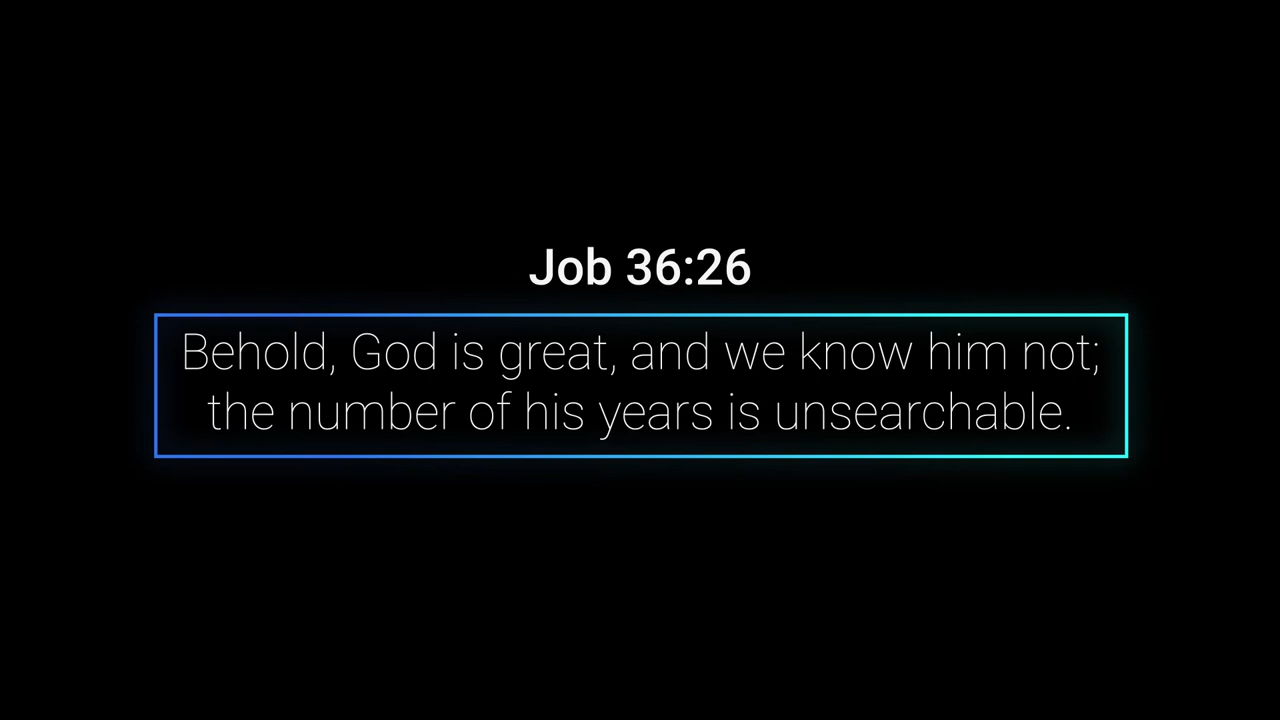 Job 36:26
Behold, God is great, and we know him not;
the number of his years is unsearchable.